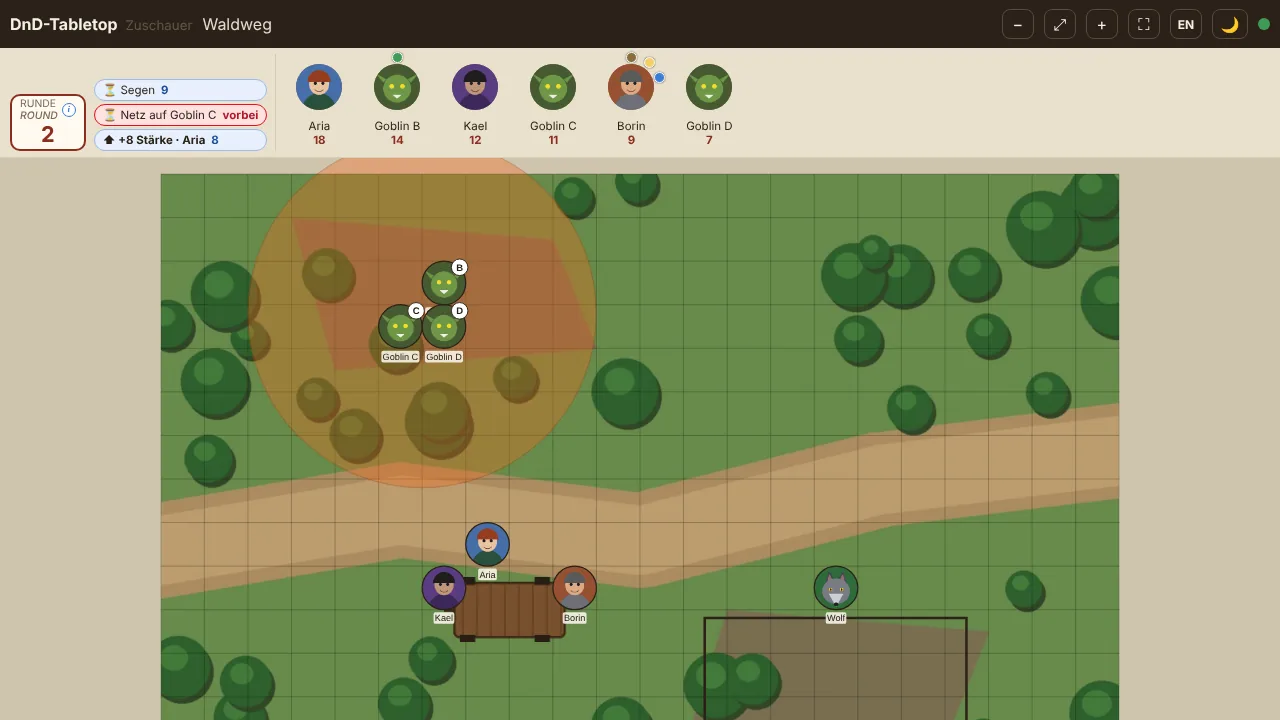 DnD-Tabletop Zuschauer Waldweg
− + EN
RUNDE
ROUND
i
2
Segen 9
Netz auf Goblin C vorbei
+8 Stärke · Aria 8
Aria
18
Goblin B
14
Kael
12
Goblin C
11
Borin
9
Goblin D
7
B
C
D
Goblin C
Goblin D
Aria
Kael
Borin
Wolf